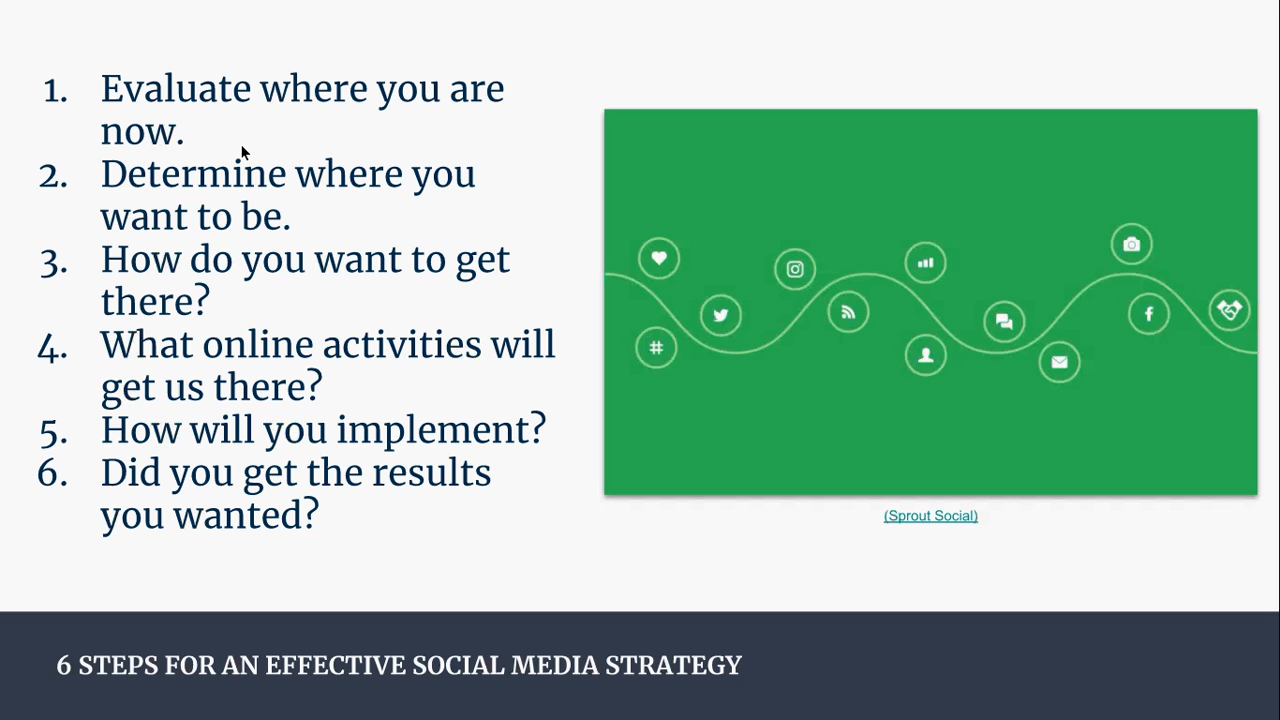 1. Evaluate where you are
now.
2. Determine where you
want to be.
3. How do you want to get
there?
4. What online activities will
get us there?
5. How will you implement?
6. Did you get the results
you wanted?
(Sprout Social)
6 STEPS FOR AN EFFECTIVE SOCIAL MEDIA STRATEGY